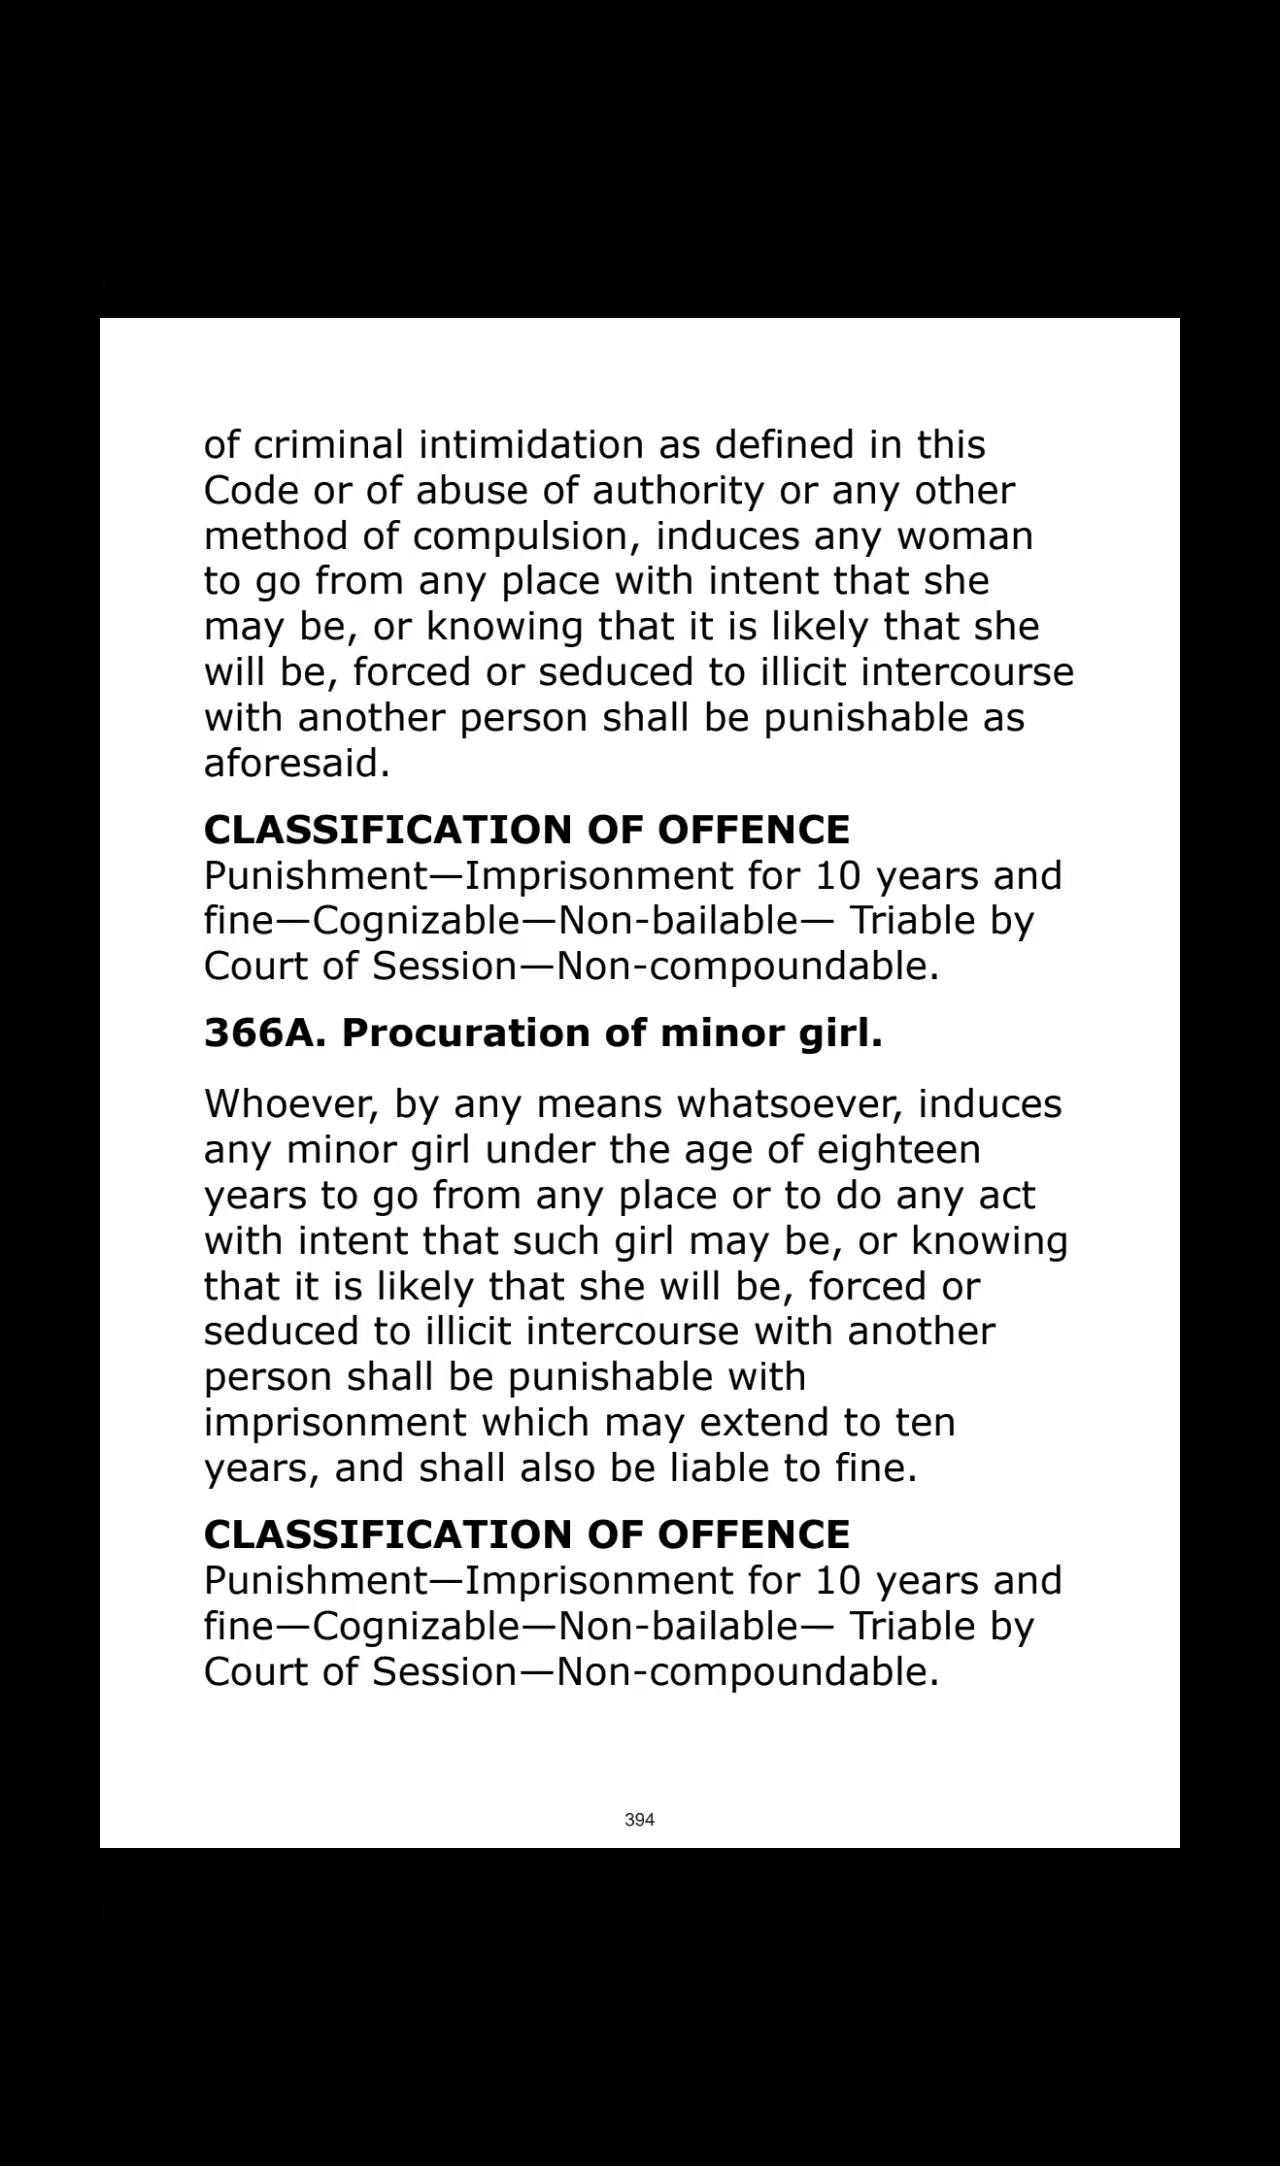 of criminal intimidation as defined in this
Code or of abuse of authority or any other
method of compulsion, induces any woman
to go from any place with intent that she
may be, or knowing that it is likely that she
will be, forced or seduced to illicit intercourse
with another person shall be punishable as
aforesaid.
CLASSIFICATION OF OFFENCE
Punishment—Imprisonment for 10 years and
fine—Cognizable—Non-bailable— Triable by
Court of Session—Non-compoundable.
366A. Procuration of minor girl.
Whoever, by any means whatsoever, induces
any minor girl under the age of eighteen
years to go from any place or to do any act
with intent that such girl may be, or knowing
that it is likely that she will be, forced or
seduced to illicit intercourse with another
person shall be punishable with
imprisonment which may extend to ten
years, and shall also be liable to fine.
CLASSIFICATION OF OFFENCE
Punishment—Imprisonment for 10 years and
fine—Cognizable—Non-bailable— Triable by
Court of Session—Non-compoundable.
394